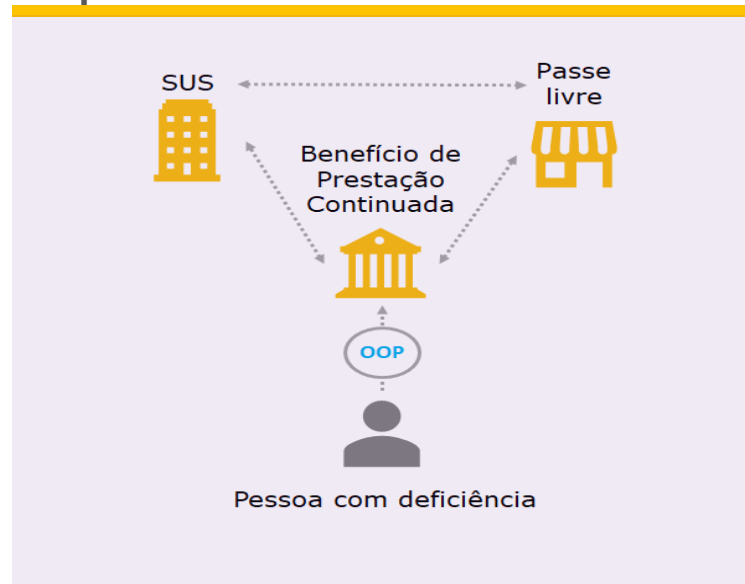 SUS
Passe
livre
Benefício de
Prestação
Continuada
OOP
Pessoa com deficiência